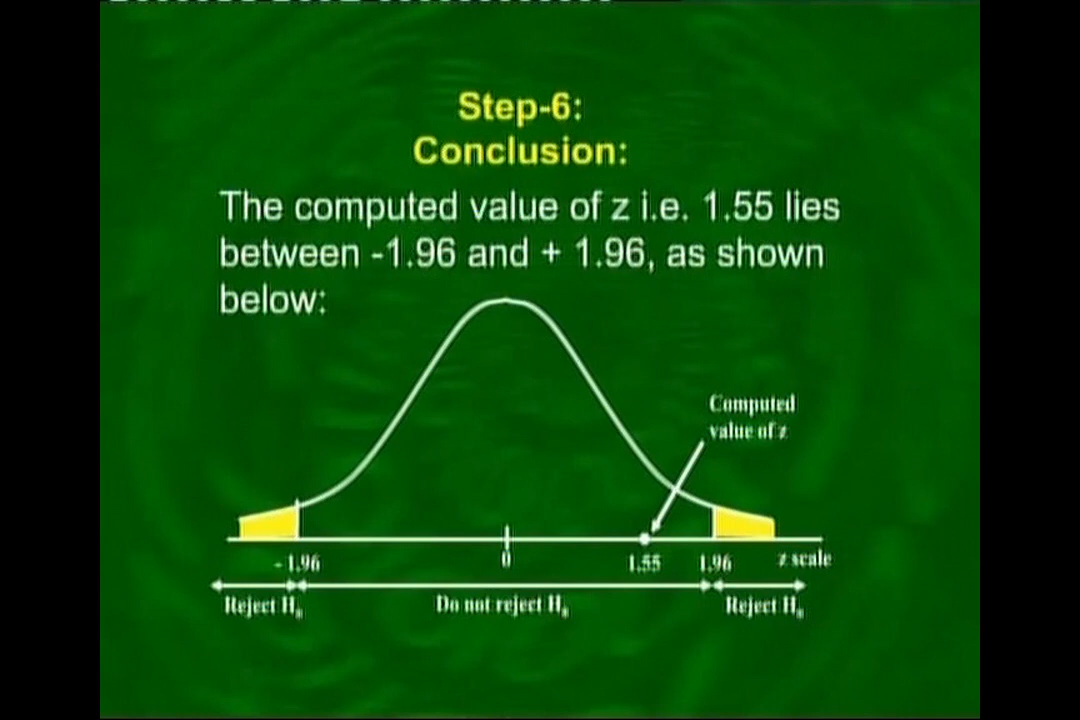 Step-6:
Conclusion:
The computed value of z i.e. 1.55 lies
between -1.96 and + 1.96, as shown
below:
Computed
value of z
- 1.96
0
1.55
1.96
z scale
Reject H₀
Do not reject H₀
Reject H₀